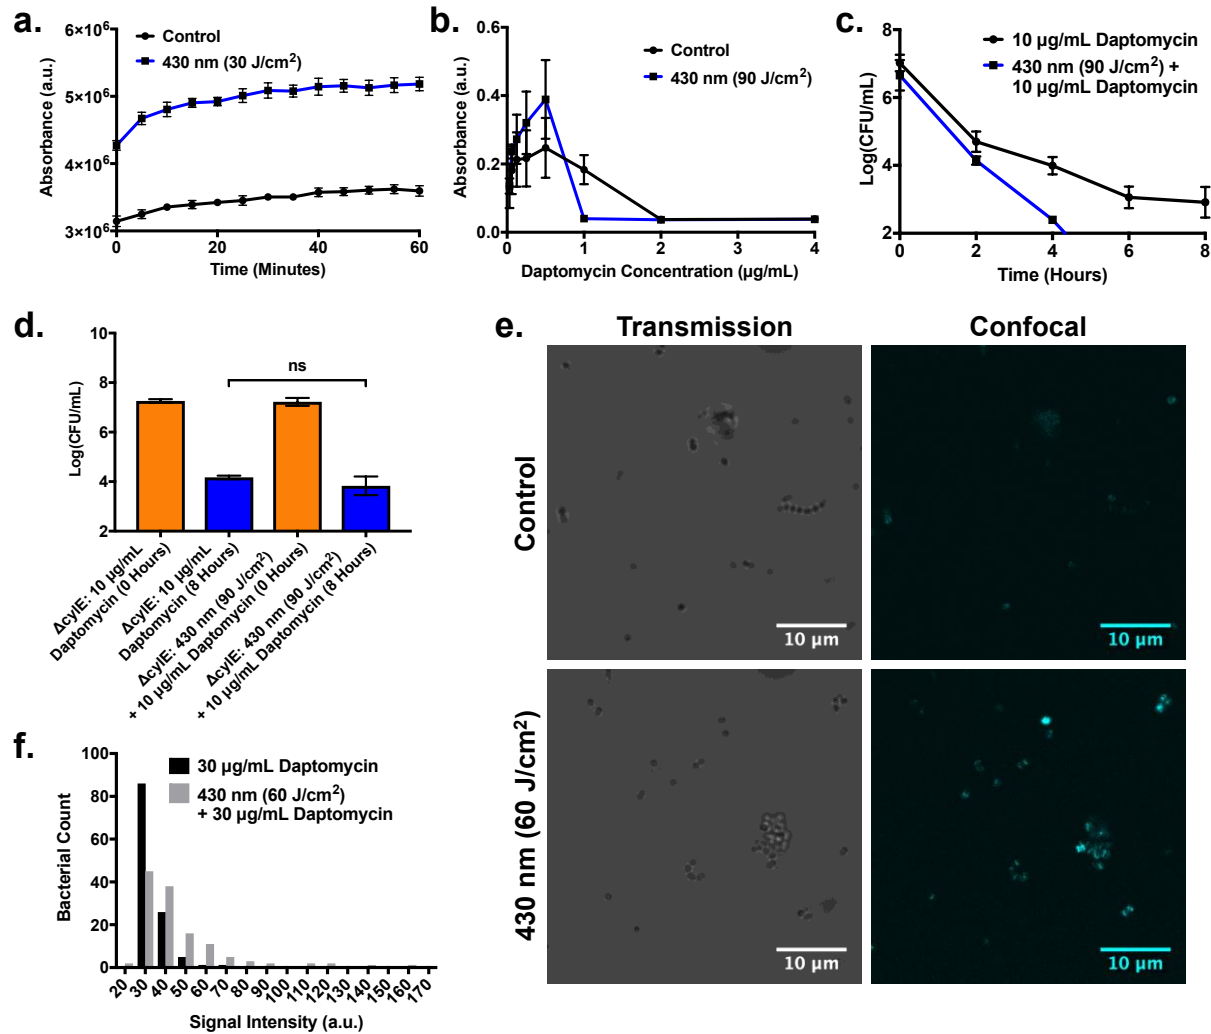 a.
6×10⁶
5×10⁶
4×10⁶
3×10⁶
Absorbance (a.u.)
Control
430 nm (30 J/cm²)
0 20 40 60
Time (Minutes)
b.
0.6
0.4
0.2
0.0
Absorbance (a.u.)
Control
430 nm (90 J/cm²)
0 1 2 3 4
Daptomycin Concentration (μg/mL)
c.
8
6
4
2
Log(CFU/mL)
10 μg/mL Daptomycin
430 nm (90 J/cm²) +
10 μg/mL Daptomycin
0 2 4 6 8
Time (Hours)
d.
10
8
6
4
2
Log(CFU/mL)
ns
ΔcylE: 10 μg/mL
Daptomycin (0 Hours)
ΔcylE: 10 μg/mL
Daptomycin (8 Hours)
ΔcylE: 430 nm (90 J/cm²)
+ 10 μg/mL Daptomycin (0 Hours)
ΔcylE: 430 nm (90 J/cm²)
+ 10 μg/mL Daptomycin (8 Hours)
e.
Transmission
Confocal
Control
10 μm
10 μm
430 nm (60 J/cm²)
10 μm
10 μm
f.
100
80
60
40
20
0
Bacterial Count
30 μg/mL Daptomycin
430 nm (60 J/cm²)
+ 30 μg/mL Daptomycin
20 30 40 50 60 70 80 90 100 110 120 130 140 150 160 170
Signal Intensity (a.u.)